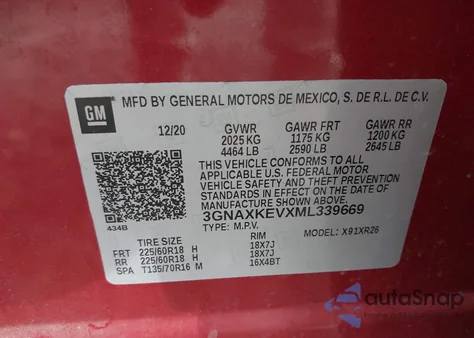 GM
MFD BY GENERAL MOTORS DE MEXICO, S. DE R.L. DE C.V.
12/20 GVWR GAWR FRT GAWR RR
2025 KG 1175 KG 1200 KG
4464 LB 2590 LB 2645 LB
THIS VEHICLE CONFORMS TO ALL
APPLICABLE U.S. FEDERAL MOTOR
VEHICLE SAFETY STANDARDS IN
EFFECT ON THE DATE OF
MANUFACTURE SHOWN ABOVE.
3GNAXKEVXML339669
TYPE: M.P.V. MODEL: X91XR26
434B
TIRE SIZE RIM
FRT 225/60R18 H 18X7J
RR 225/60R18 H 18X7J
SPA T135/70R16 M 16X4BT
autoSnap